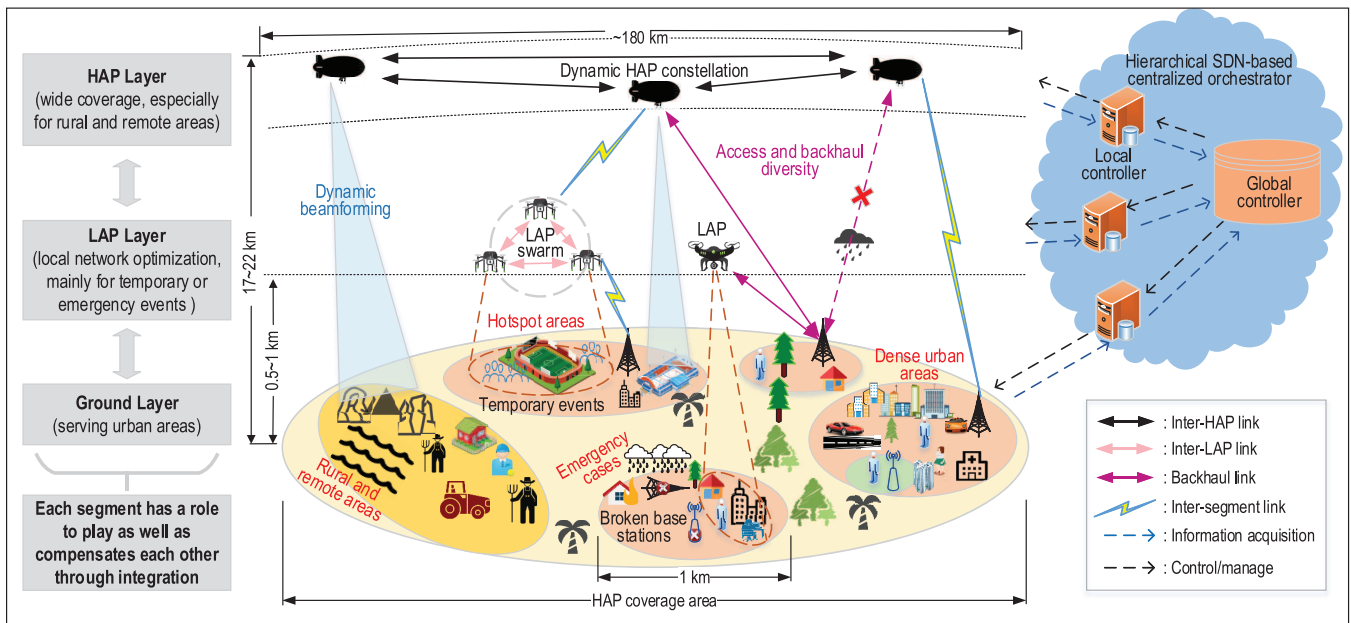 HAP Layer
(wide coverage, especially
for rural and remote areas)
LAP Layer
(local network optimization,
mainly for temporary or
emergency events )
Ground Layer
(serving urban areas)
Each segment has a role
to play as well as
compensates each other
through integration
~180 km
17~22 km
0.5~ 1 km
Dynamic HAP constellation
Dynamic
beamforming
LAP
swarm
LAP
Access and backhaul
diversity
Hotspot areas
Temporary events
Dense urban
areas
Emergency
cases
Rural and
remote areas
Broken base
stations
1 km
HAP coverage area
Hierarchical SDN-based
centralized orchestrator
Local
controller
Global
controller
: Inter-HAP link
: Inter-LAP link
: Backhaul link
: Inter-segment link
: Information acquisition
: Control/manage